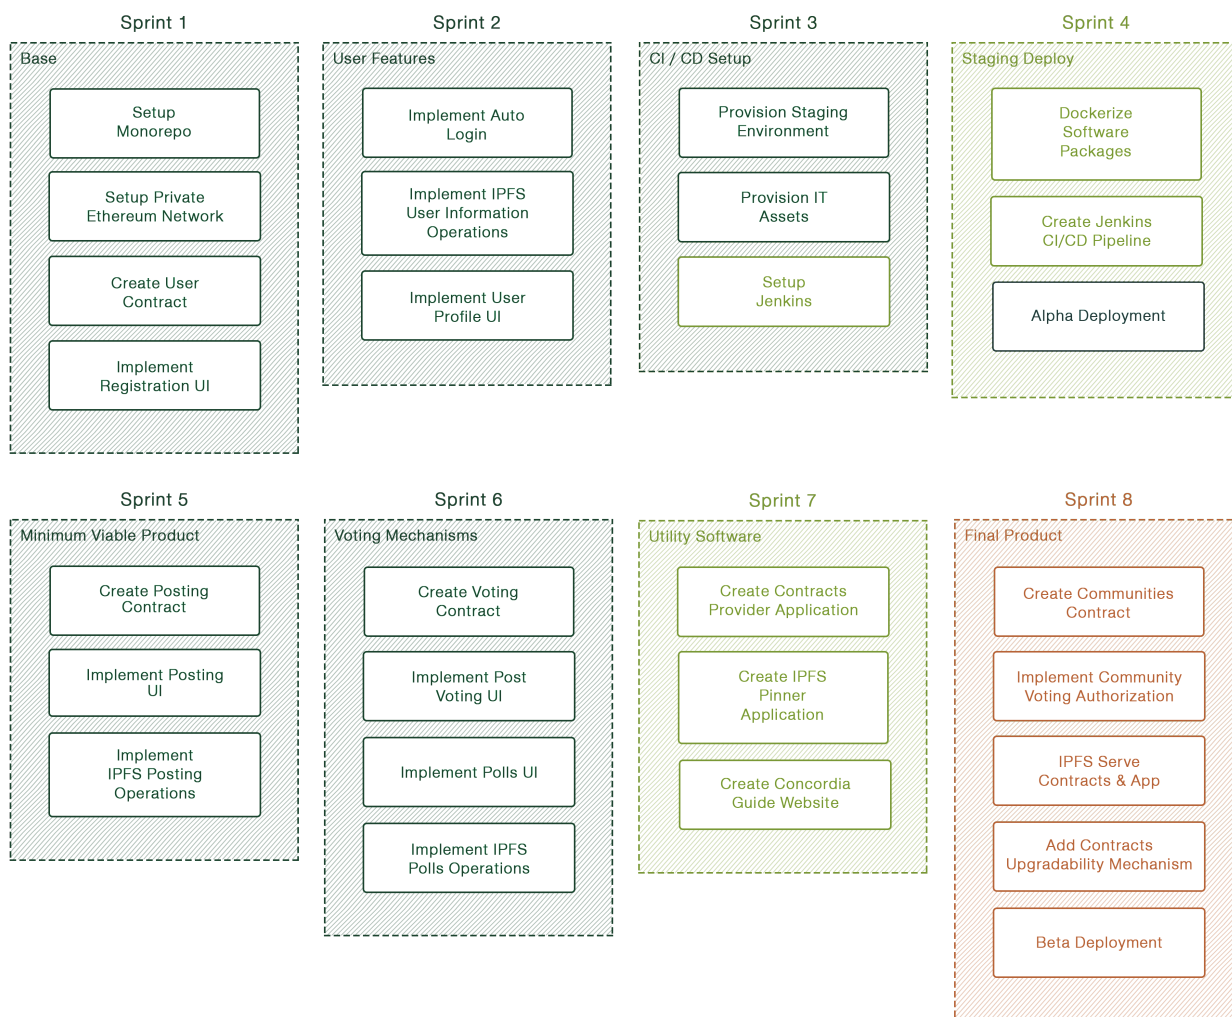 Sprint 1
Base
Setup
Monorepo
Setup Private
Ethereum Network
Create User
Contract
Implement
Registration UI
Sprint 2
User Features
Implement Auto
Login
Implement IPFS
User Information
Operations
Implement User
Profile UI
Sprint 3
CI / CD Setup
Provision Staging
Environment
Provision IT
Assets
Setup
Jenkins
Sprint 4
Staging Deploy
Dockerize
Software
Packages
Create Jenkins
CI/CD Pipeline
Alpha Deployment
Sprint 5
Minimum Viable Product
Create Posting
Contract
Implement Posting
UI
Implement
IPFS Posting
Operations
Sprint 6
Voting Mechanisms
Create Voting
Contract
Implement Post
Voting UI
Implement Polls UI
Implement IPFS
Polls Operations
Sprint 7
Utility Software
Create Contracts
Provider Application
Create IPFS
Pinner
Application
Create Concordia
Guide Website
Sprint 8
Final Product
Create Communities
Contract
Implement Community
Voting Authorization
IPFS Serve
Contracts & App
Add Contracts
Upgradability Mechanism
Beta Deployment